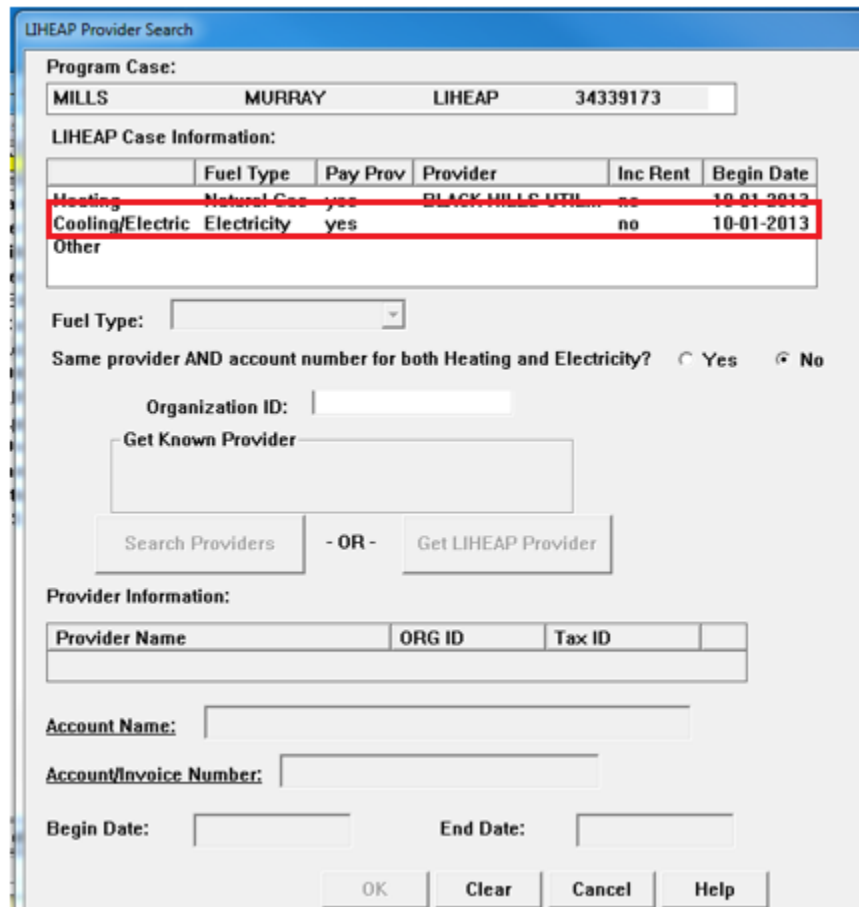 LIHEAP Provider Search
Program Case:
MILLS MURRAY LIHEAP 34339173
LIHEAP Case Information:
Fuel Type Pay Prov Provider Inc Rent Begin Date
Heating Natural Gas yes BLACK HILLS UTIL... no 10-01-2013
Cooling/Electric Electricity yes no 10-01-2013
Other
Fuel Type:
Same provider AND account number for both Heating and Electricity? Yes No
Organization ID:
Get Known Provider
Search Providers - OR - Get LIHEAP Provider
Provider Information:
Provider Name ORG ID Tax ID
Account Name:
Account/Invoice Number:
Begin Date: End Date:
OK Clear Cancel Help